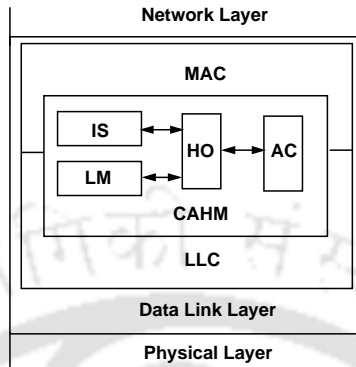 Network Layer
MAC
IS
HO
AC
LM
CAHM
LLC
Data Link Layer
Physical Layer